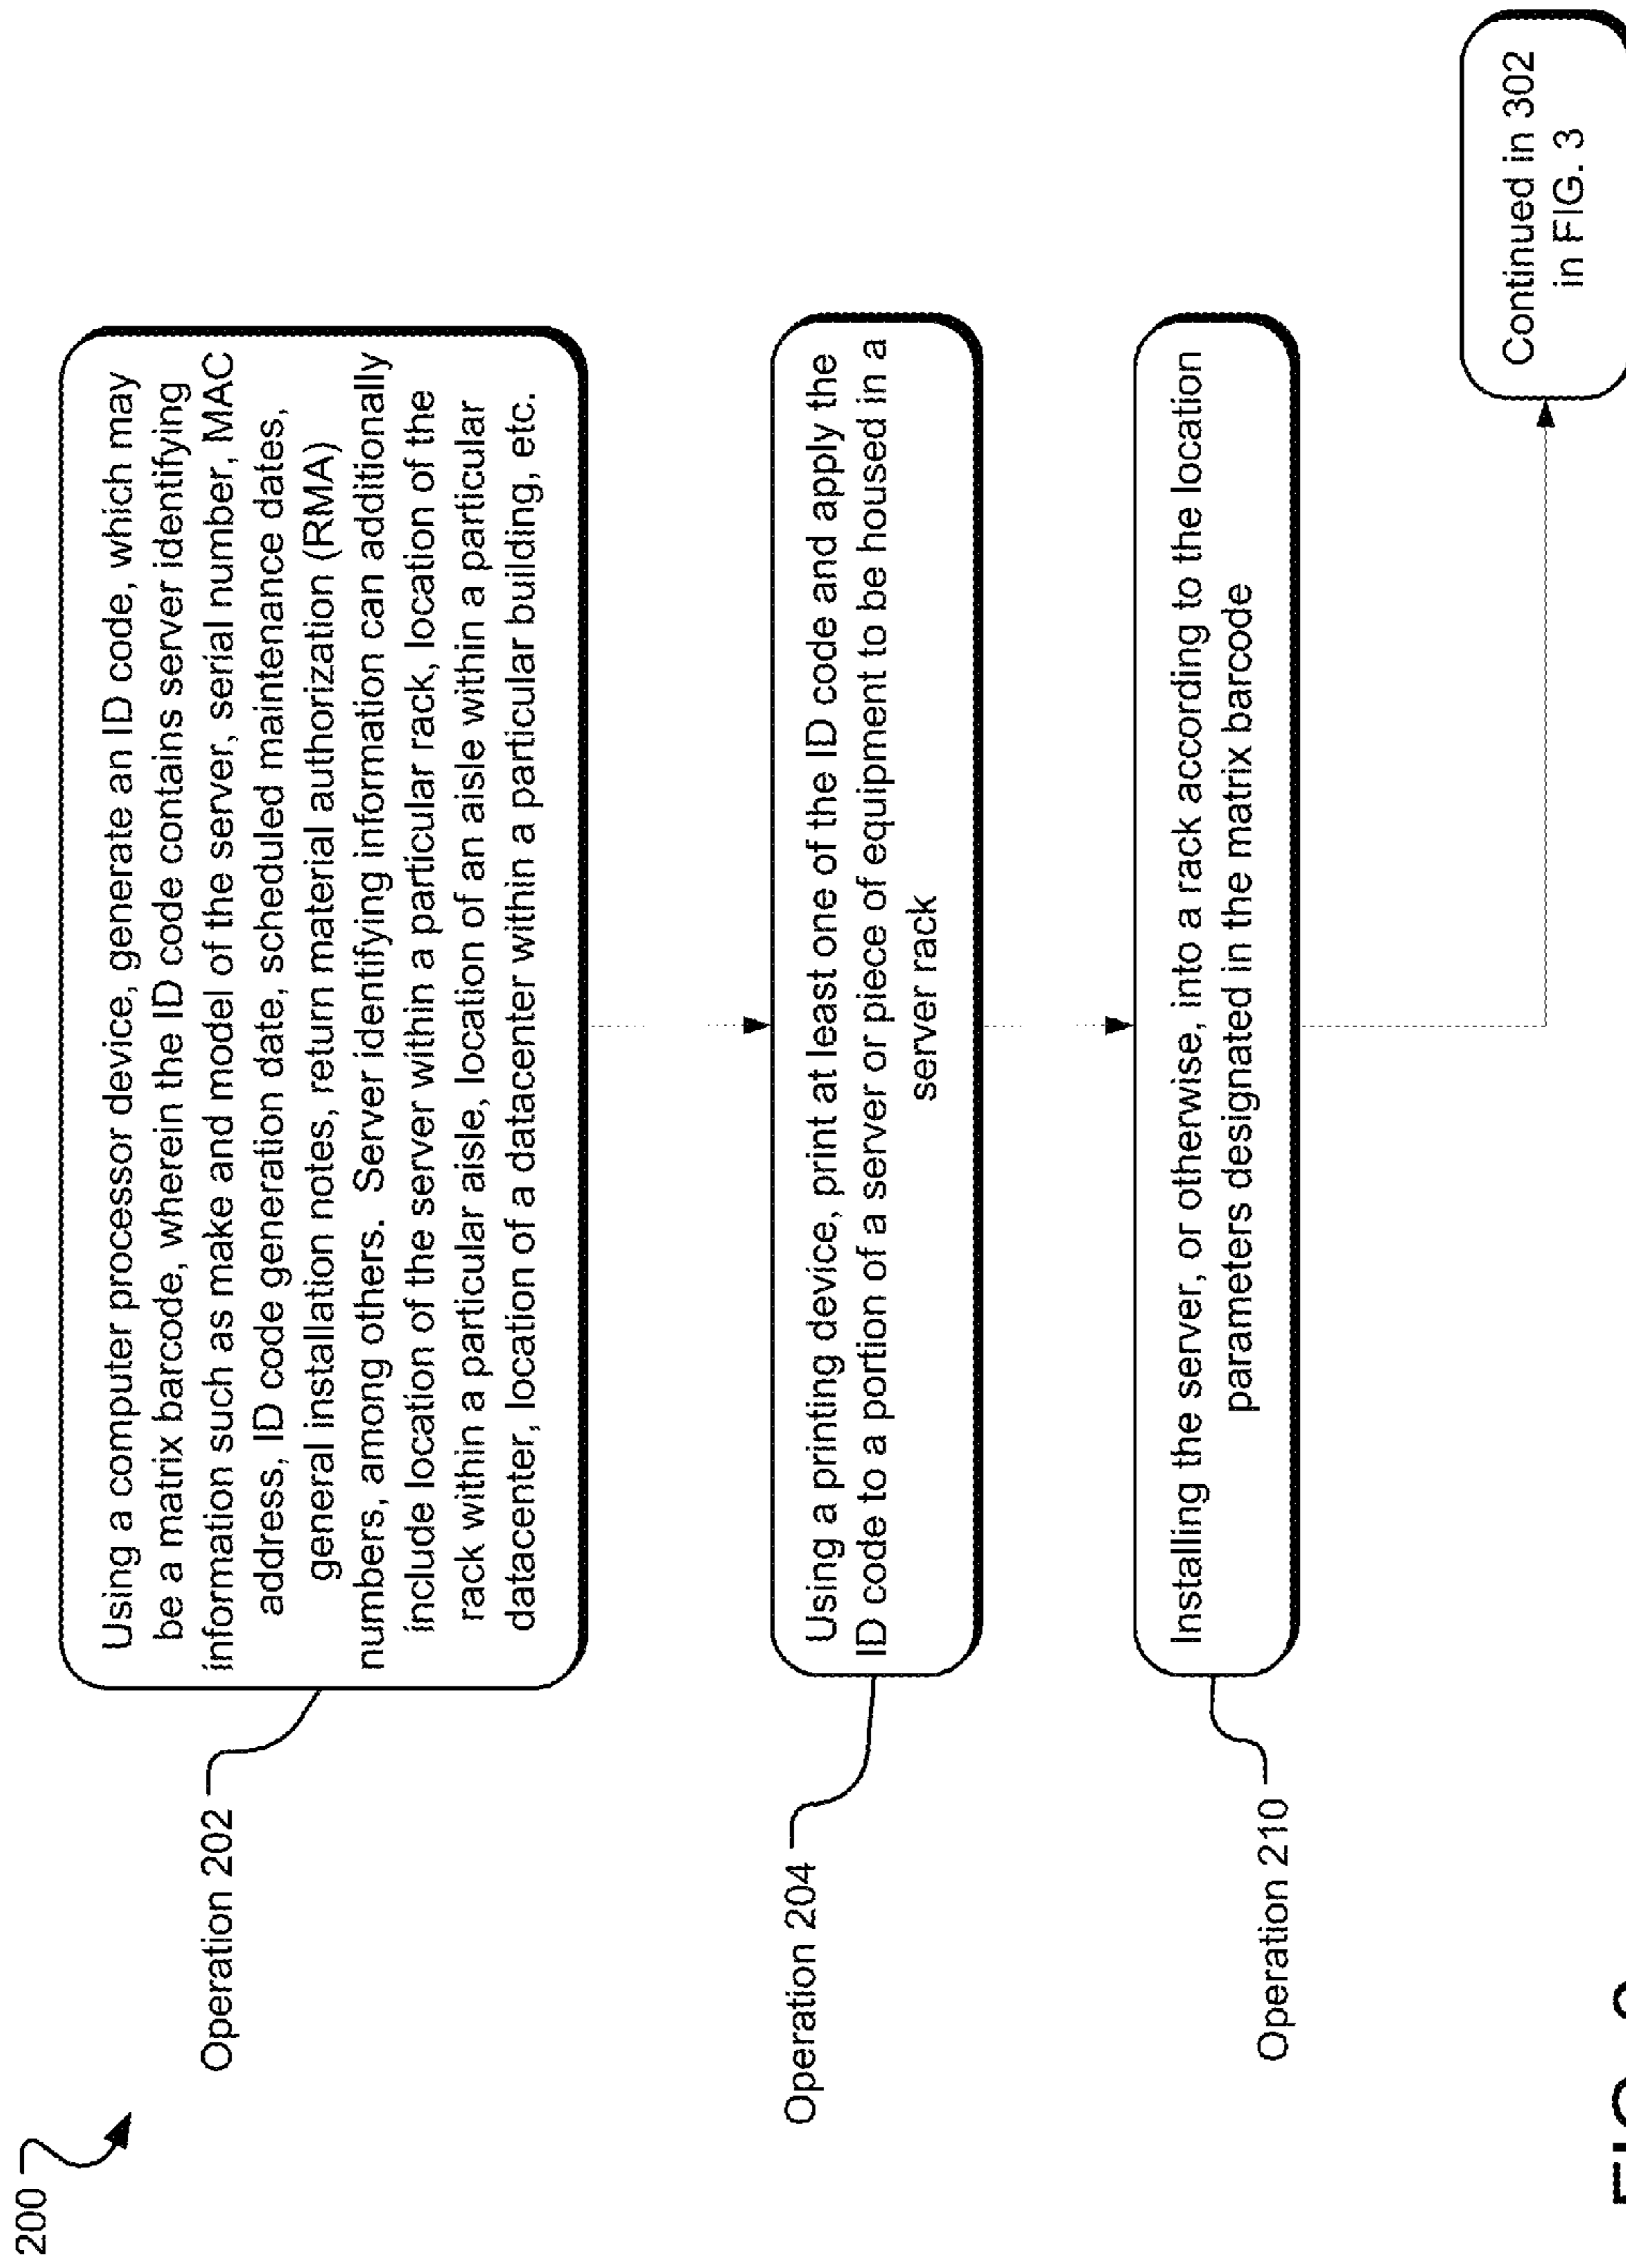 200
Operation 202
Using a computer processor device, generate an ID code, which may
be a matrix barcode, wherein the ID code contains server identifying
information such as make and model of the server, serial number, MAC
address, ID code generation date, scheduled maintenance dates,
general installation notes, return material authorization (RMA)
numbers, among others.  Server identifying information can additionally
include location of the server within a particular rack, location of the
rack within a particular aisle, location of an aisle within a particular
datacenter, location of a datacenter within a particular building, etc.
Operation 204
Using a printing device, print at least one of the ID code and apply the
ID code to a portion of a server or piece of equipment to be housed in a
server rack
Operation 210
Installing the server, or otherwise, into a rack according to the location
parameters designated in the matrix barcode
Continued in 302
in FIG. 3